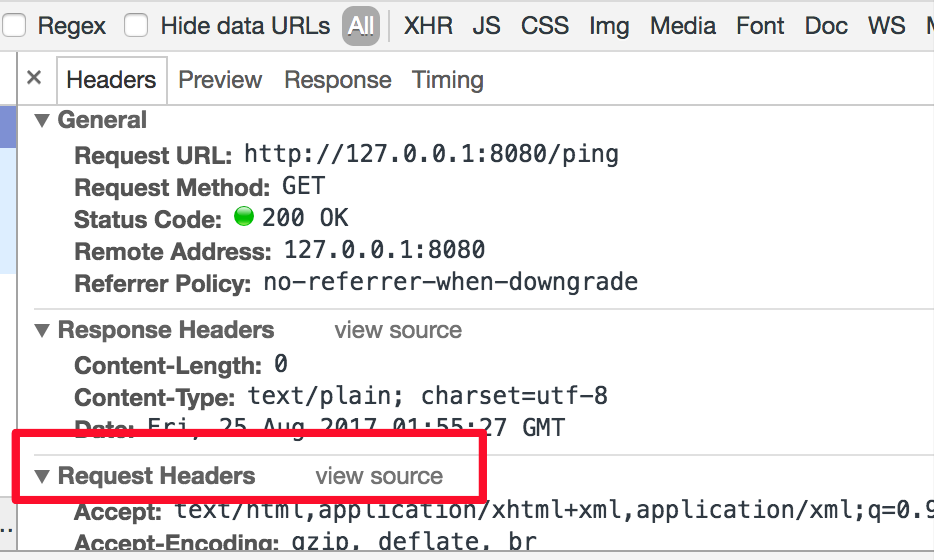 Regex Hide data URLs All XHR JS CSS Img Media Font Doc WS
× Headers Preview Response Timing
▼ General
Request URL: http://127.0.0.1:8080/ping
Request Method: GET
Status Code: 200 OK
Remote Address: 127.0.0.1:8080
Referrer Policy: no-referrer-when-downgrade
▼ Response Headers view source
Content-Length: 0
Content-Type: text/plain; charset=utf-8
Date: Fri, 25 Aug 2017 01:55:27 GMT
▼ Request Headers view source
Accept: text/html,application/xhtml+xml,application/xml;q=0.9
Accept-Encoding: gzip, deflate, br